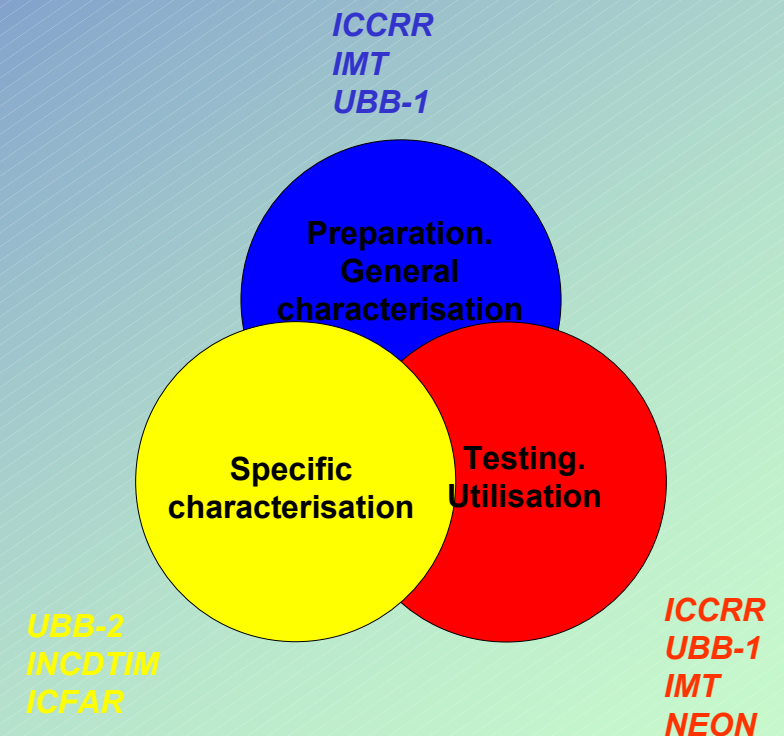 ICCRR
IMT
UBB-1
Preparation.
General
characterisation
Specific
characterisation
Testing.
Utilisation
UBB-2
INCDTIM
ICFAR
ICCRR
UBB-1
IMT
NEON